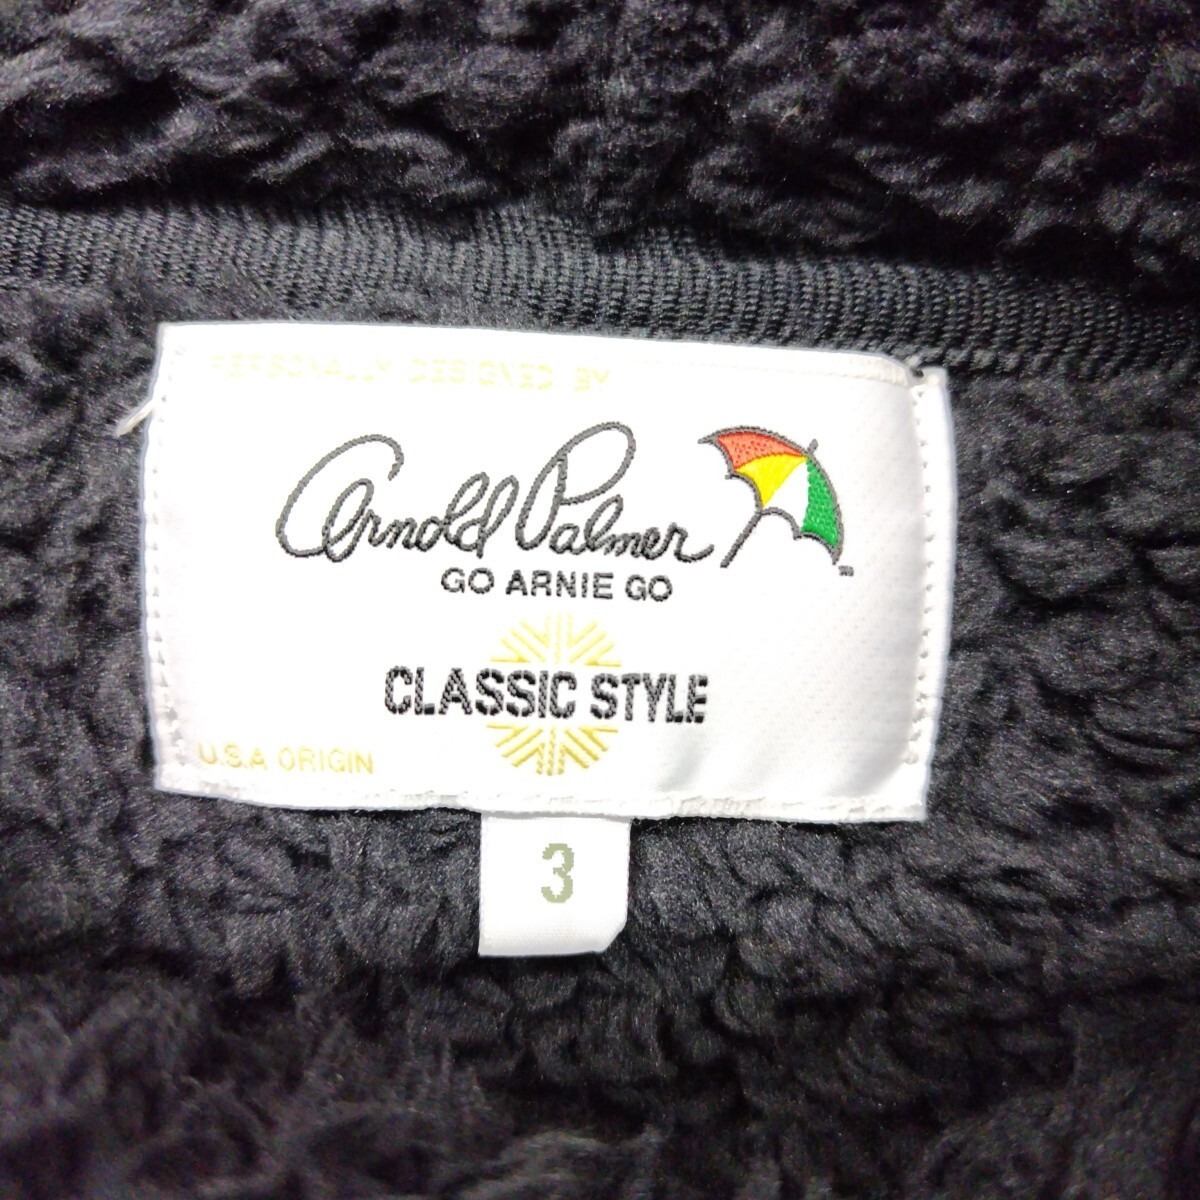 PERSONALLY DESIGNED BY
Arnold Palmer
GO ARNIE GO
CLASSIC STYLE
U.S.A ORIGIN
3